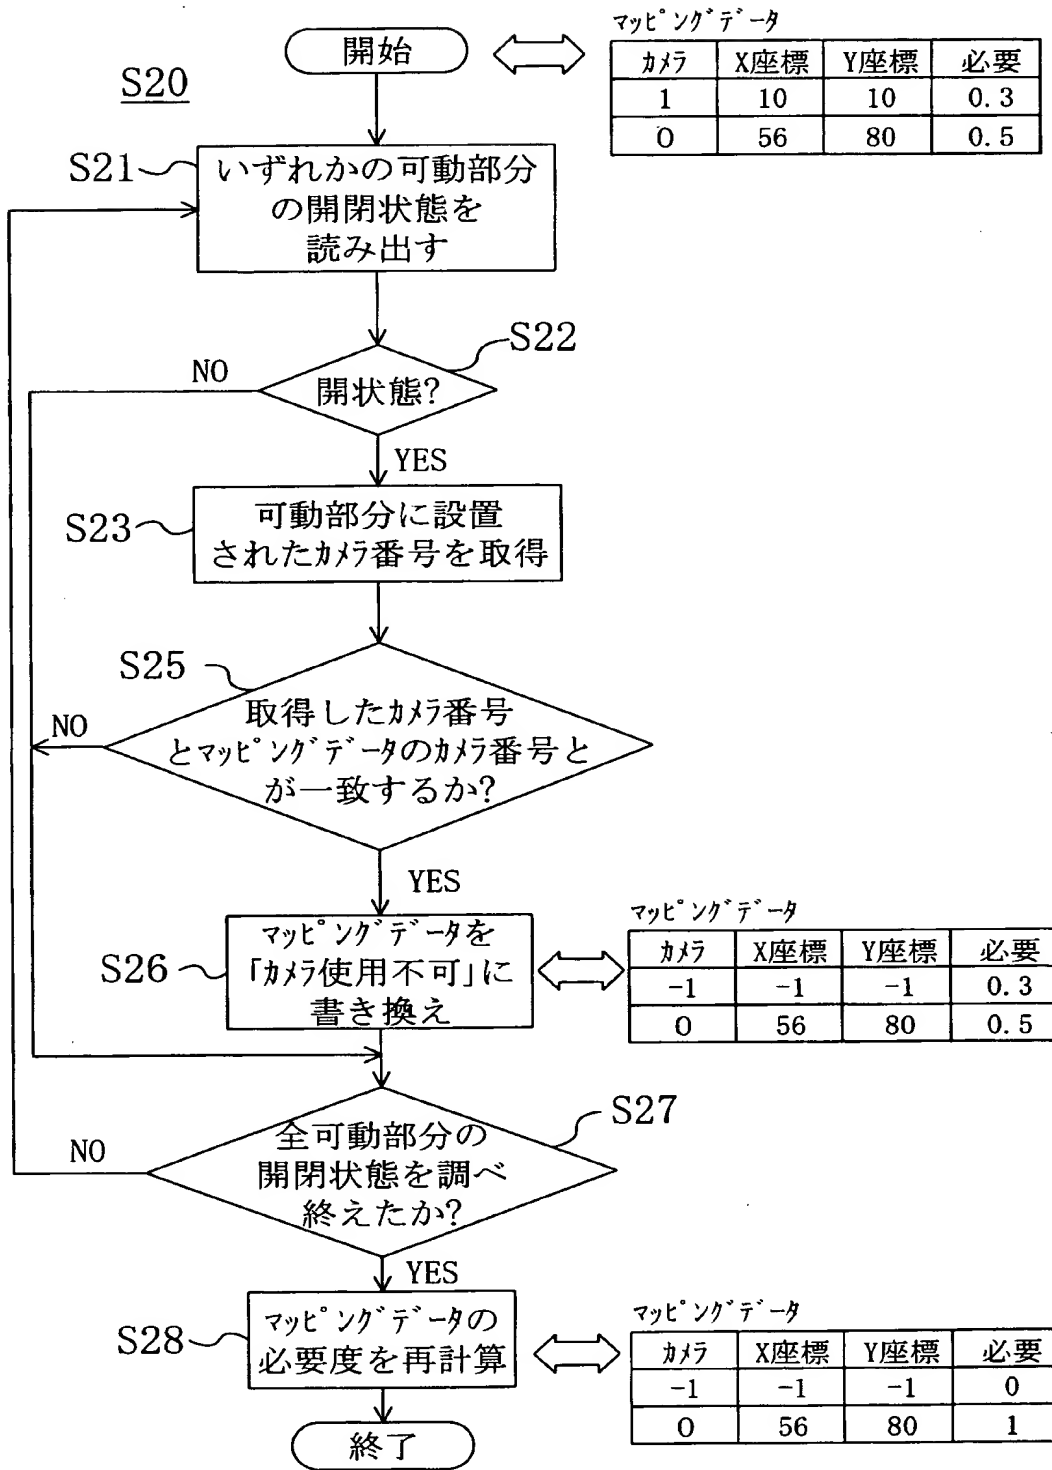 開始
マッピングデータ
カメラ X座標 Y座標 必要
1 10 10 0.3
0 56 80 0.5
S20
S21
いずれかの可動部分
の開閉状態を
読み出す
S22
NO
開状態?
YES
S23
可動部分に設置
されたカメラ番号を取得
S25
NO
取得したカメラ番号
とマッピングデータのカメラ番号と
が一致するか?
YES
S26
マッピングデータを
「カメラ使用不可」に
書き換え
マッピングデータ
カメラ X座標 Y座標 必要
-1 -1 -1 0.3
0 56 80 0.5
S27
NO
全可動部分の
開閉状態を調べ
終えたか?
YES
S28
マッピングデータの
必要度を再計算
マッピングデータ
カメラ X座標 Y座標 必要
-1 -1 -1 0
0 56 80 1
終了